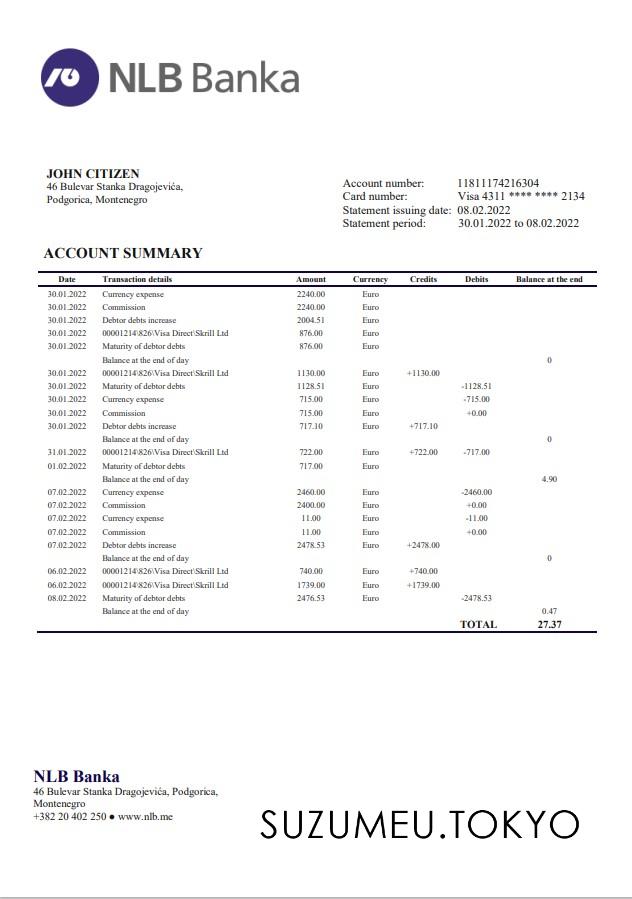 NLB Banka
JOHN CITIZEN
46 Bulevar Stanka Dragojevića,
Podgorica, Montenegro
Account number: 11811174216304
Card number: Visa 4311 **** **** 2134
Statement issuing date: 08.02.2022
Statement period: 30.01.2022 to 08.02.2022
ACCOUNT SUMMARY
Date Transaction details Amount Currency Credits Debits Balance at the end
30.01.2022 Currency expense 2240.00 Euro
30.01.2022 Commission 2240.00 Euro
30.01.2022 Debtor debts increase 2004.51 Euro
30.01.2022 00001214\826\Visa Direct\Skrill Ltd 876.00 Euro
30.01.2022 Maturity of debtor debts 876.00 Euro
Balance at the end of day 0
30.01.2022 00001214\826\Visa Direct\Skrill Ltd 1130.00 Euro +1130.00
30.01.2022 Maturity of debtor debts 1128.51 Euro -1128.51
30.01.2022 Currency expense 715.00 Euro -715.00
30.01.2022 Commission 715.00 Euro +0.00
30.01.2022 Debtor debts increase 717.10 Euro +717.10
Balance at the end of day 0
31.01.2022 00001214\826\Visa Direct\Skrill Ltd 722.00 Euro +722.00 -717.00
01.02.2022 Maturity of debtor debts 717.00 Euro
Balance at the end of day 4.90
07.02.2022 Currency expense 2460.00 Euro -2460.00
07.02.2022 Commission 2400.00 Euro +0.00
07.02.2022 Currency expense 11.00 Euro -11.00
07.02.2022 Commission 11.00 Euro +0.00
07.02.2022 Debtor debts increase 2478.53 Euro +2478.00
Balance at the end of day 0
06.02.2022 00001214\826\Visa Direct\Skrill Ltd 740.00 Euro +740.00
06.02.2022 00001214\826\Visa Direct\Skrill Ltd 1739.00 Euro +1739.00
08.02.2022 Maturity of debtor debts 2476.53 Euro -2478.53
Balance at the end of day 0.47
TOTAL 27.37
NLB Banka
46 Bulevar Stanka Dragojevića, Podgorica,
Montenegro
+382 20 402 250 ● www.nlb.me
SUZUMEU.TOKYO